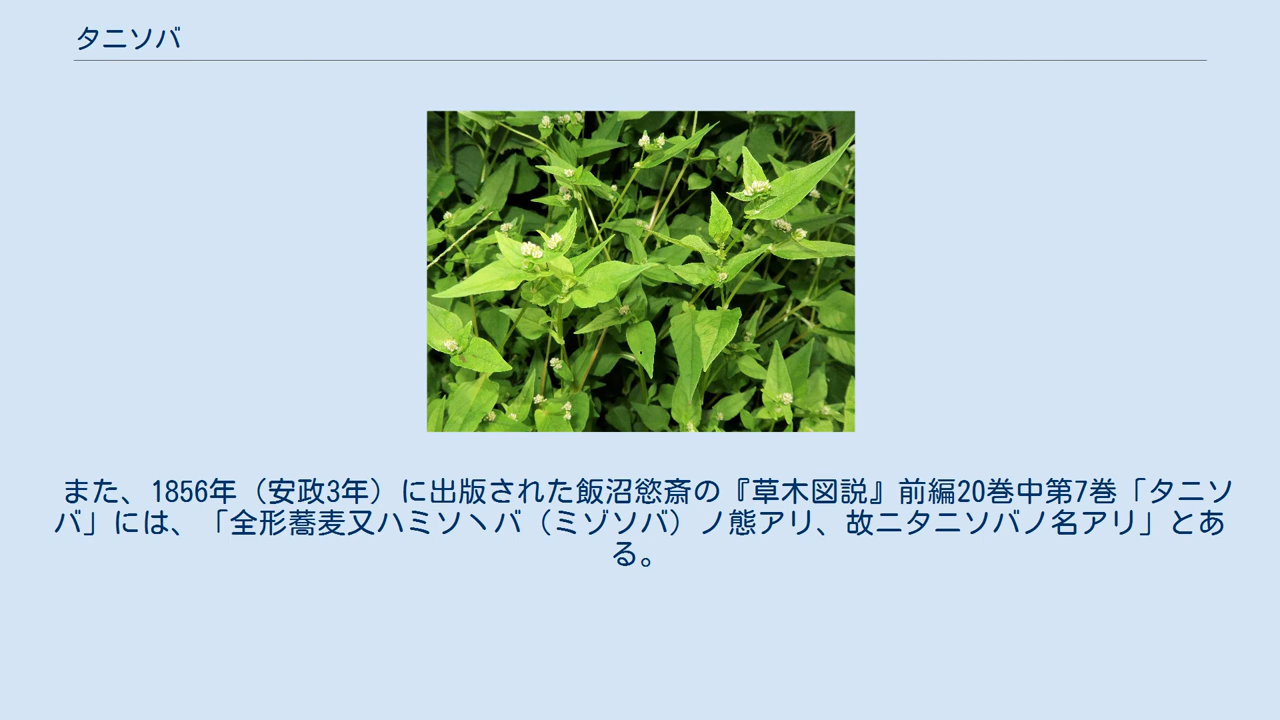 タニソバ
また、1856年（安政3年）に出版された飯沼慾斎の『草木図説』前編20巻中第7巻「タニソ
バ」には、「全形蕎麦又ハミソヽバ（ミゾソバ）ノ態アリ、故ニタニソバノ名アリ」とあ
る。